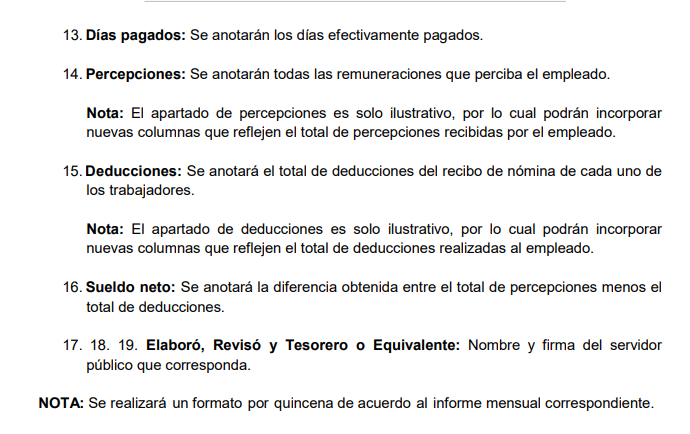 13. Días pagados: Se anotarán los días efectivamente pagados.
14. Percepciones: Se anotarán todas las remuneraciones que perciba el empleado.
Nota: El apartado de percepciones es solo ilustrativo, por lo cual podrán incorporar
nuevas columnas que reflejen el total de percepciones recibidas por el empleado.
15. Deducciones: Se anotará el total de deducciones del recibo de nómina de cada uno de
los trabajadores.
Nota: El apartado de deducciones es solo ilustrativo, por lo cual podrán incorporar
nuevas columnas que reflejen el total de deducciones realizadas al empleado.
16. Sueldo neto: Se anotará la diferencia obtenida entre el total de percepciones menos el
total de deducciones.
17. 18. 19. Elaboró, Revisó y Tesorero o Equivalente: Nombre y firma del servidor
público que corresponda.
NOTA: Se realizará un formato por quincena de acuerdo al informe mensual correspondiente.